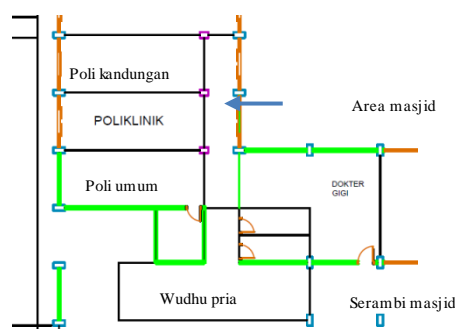 Poli kandungan
Area masjid
POLIKLINIK
Poli umum
DOKTER
GIGI
Wudhu pria
Serambi masjid